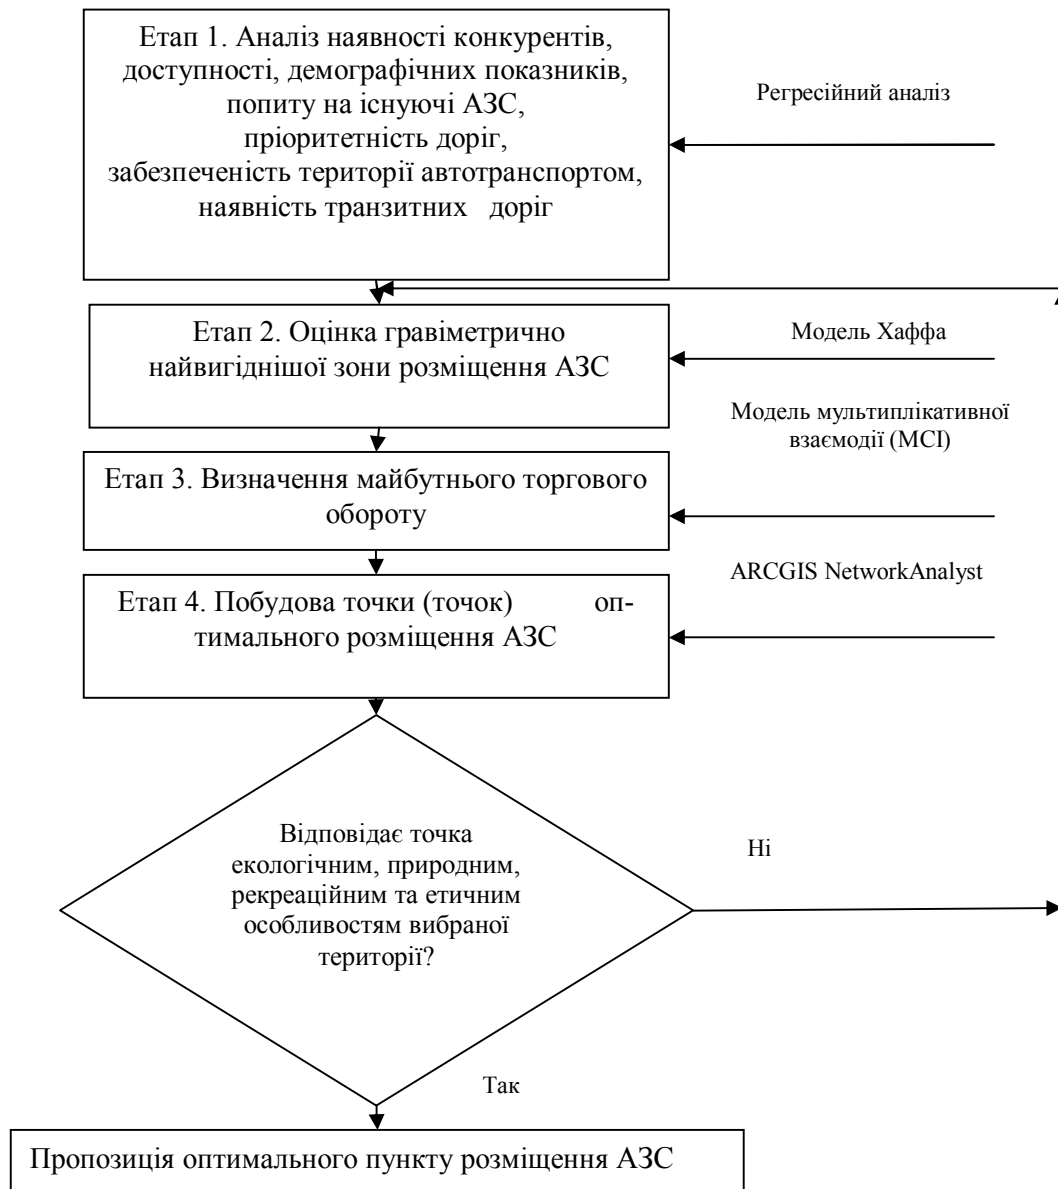 Етап 1. Аналіз наявності конкурентів,
доступності, демографічних показників,
попиту на існуючі АЗС,
пріоритетність доріг,
забезпеченість території автотранспортом,
наявність транзитних доріг
Регресійний аналіз
Етап 2. Оцінка гравіметрично
найвигіднішої зони розміщення АЗС
Модель Хаффа
Модель мультиплікативної
взаємодії (MCI)
Етап 3. Визначення майбутнього торгового
обороту
ARCGIS NetworkAnalyst
Етап 4. Побудова точки (точок) оп-
тимального розміщення АЗС
Відповідає точка
екологічним, природним,
рекреаційним та етичним
особливостям вибраної
території?
Ні
Так
Пропозиція оптимального пункту розміщення АЗС